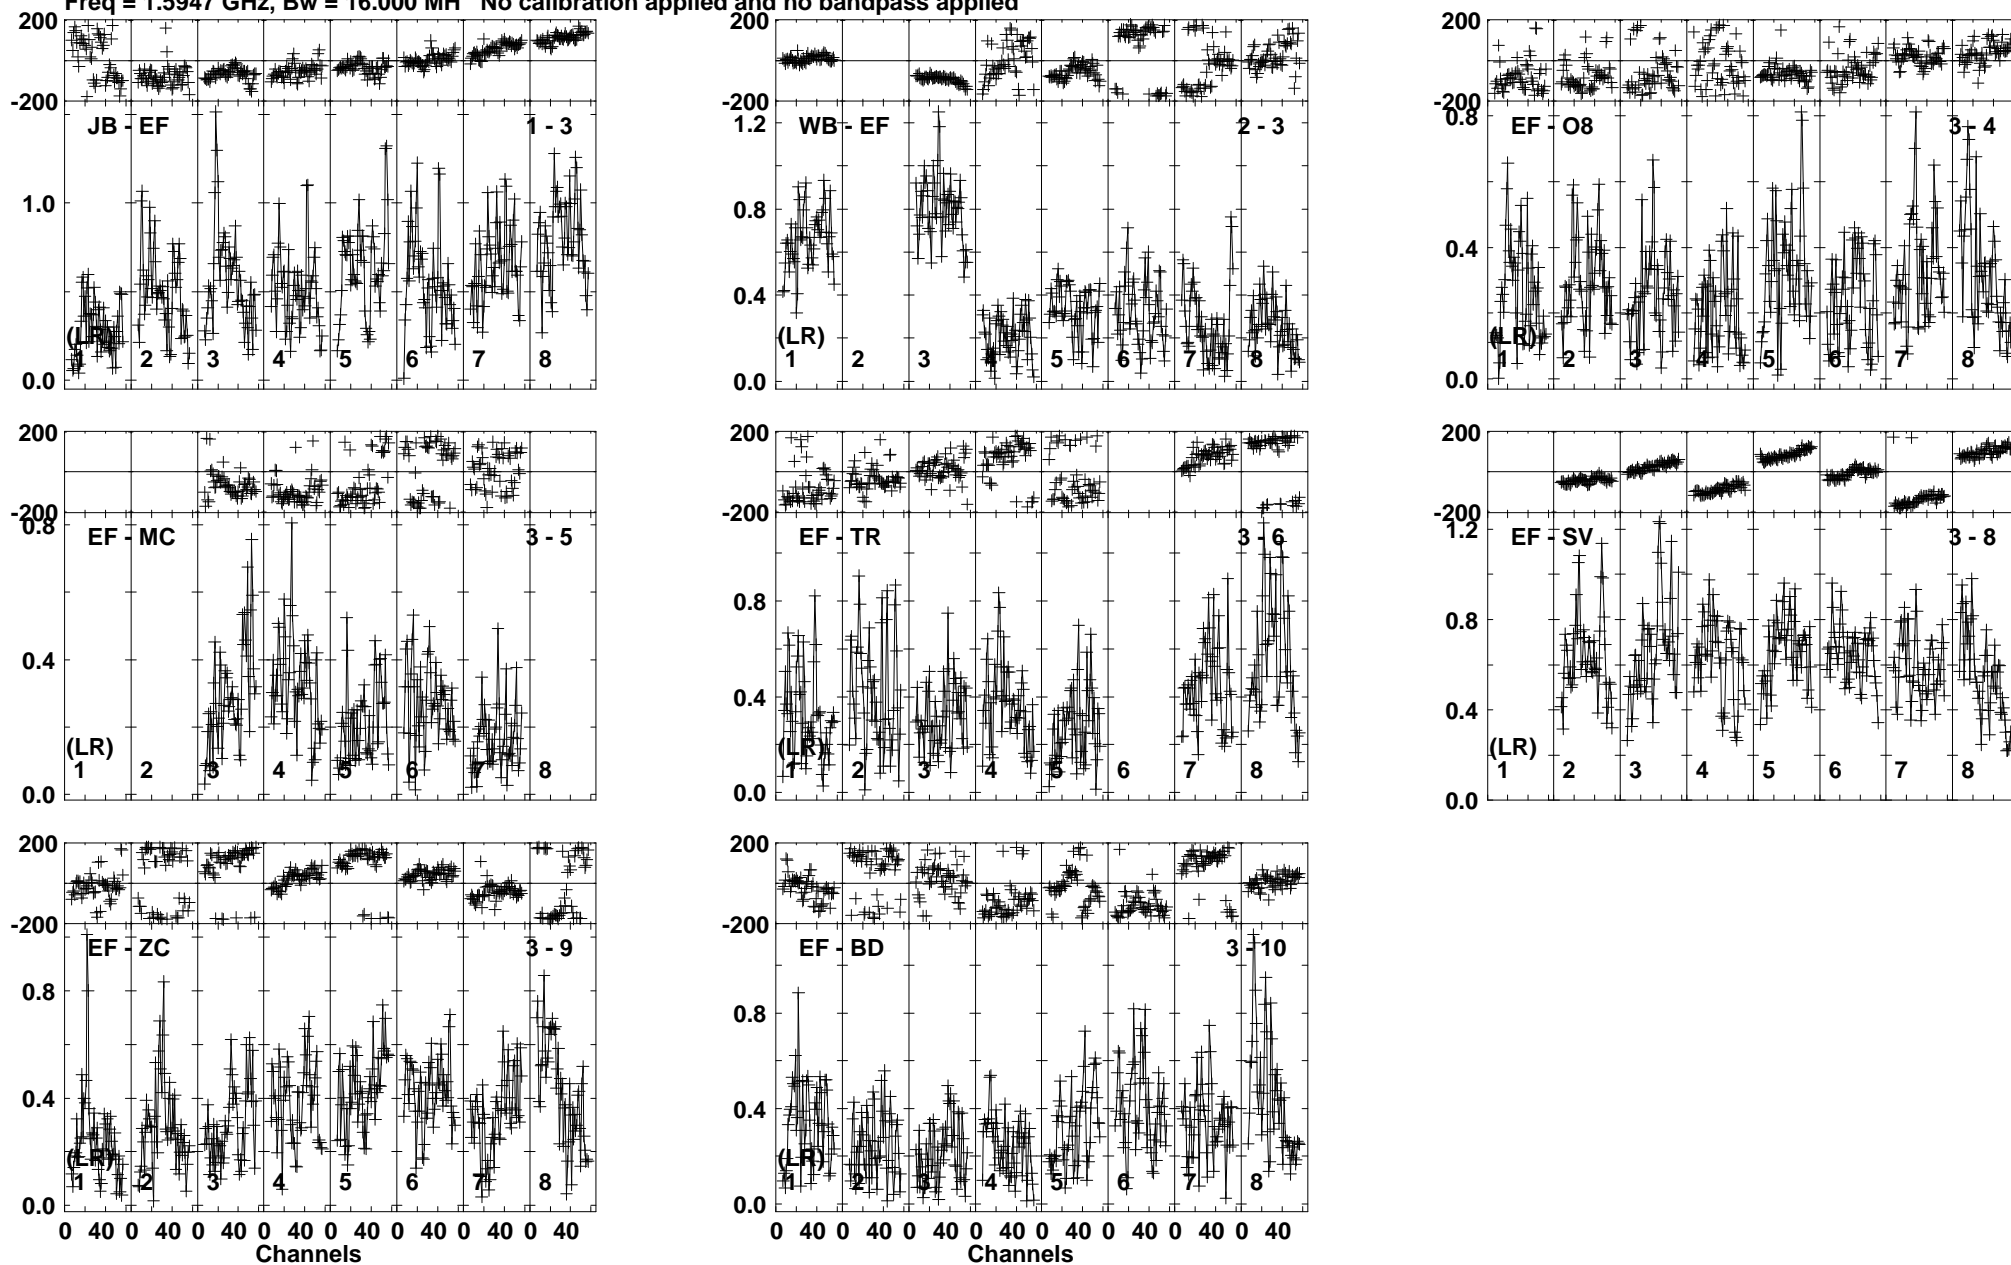 Freq = 1.5947 GHz, Bw = 16.000 MH No calibration applied and no bandpass applied
200 200 200
-200 -200 -200
JB - EF 1 - 3 WB - EF 2 - 3 EF - O8 3 - 4
1.2 0.8
1.0
0.8
0.4
0.4
(LR) (LR) (LR)
1 2 3 4 5 6 7 8 1 2 3 4 5 6 7 8 1 2 3 4 5 6 7 8
0.0 0.0 0.0
200 200 200
-200 -200 -200
0.8 1.2
EF - MC 3 - 5 EF - TR 3 - 6 EF - SV 3 - 8
0.8 0.8
0.4 0.4 0.4
(LR) (LR) (LR)
1 2 3 4 5 6 7 8 1 2 3 4 5 6 7 8 1 2 3 4 5 6 7 8
0.0 0.0 0.0
200 200
-200 -200
EF - ZC 3 - 9 EF - BD 3 - 10
0.8 0.8
0.4 0.4
(LR) (LR)
1 2 3 4 5 6 7 8 1 2 3 4 5 6 7 8
0.0 0.0
0 40 0 40 0 40 0 40 0 40 0 40 0 40 0 40 0 40 0 40 0 40 0 40 0 40 0 40 0 40 0 40
Channels Channels